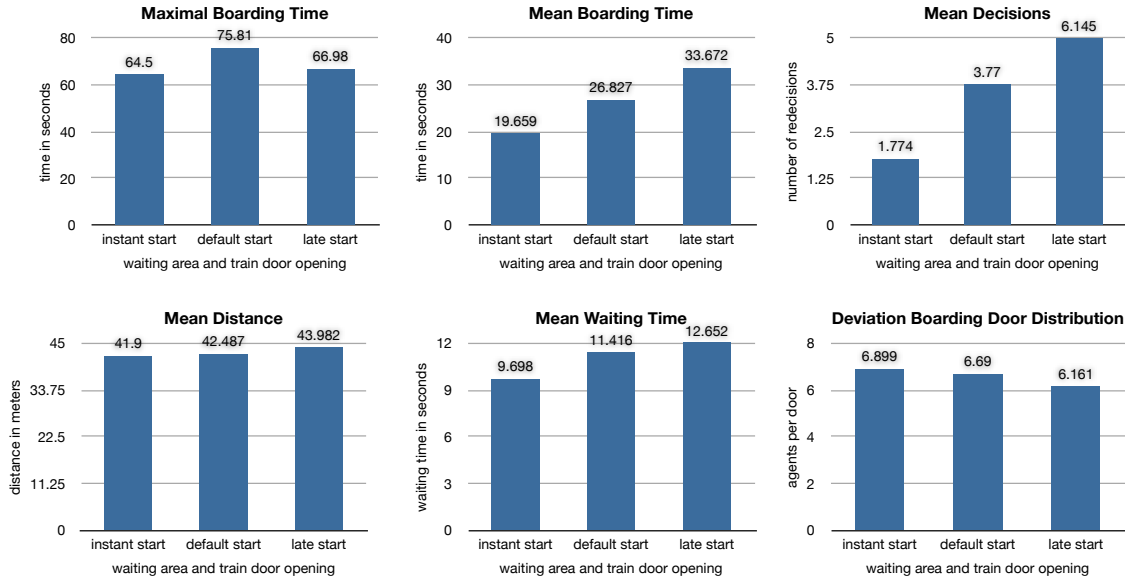 Maximal Boarding Time
time in seconds
80
60
40
20
0
64.5
75.81
66.98
instant start default start late start
waiting area and train door opening
Mean Boarding Time
time in seconds
40
30
20
10
0
19.659
26.827
33.672
instant start default start late start
waiting area and train door opening
Mean Decisions
number of redecisions
5
3.75
2.5
1.25
0
1.774
3.77
6.145
instant start default start late start
waiting area and train door opening
Mean Distance
distance in meters
45
33.75
22.5
11.25
0
41.9
42.487
43.982
instant start default start late start
waiting area and train door opening
Mean Waiting Time
waiting time in seconds
12
9
6
3
0
9.698
11.416
12.652
instant start default start late start
waiting area and train door opening
Deviation Boarding Door Distribution
agents per door
8
6
4
2
0
6.899
6.69
6.161
instant start default start late start
waiting area and train door opening